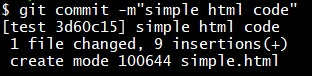 $ git commit -m"simple html code"
[test 3d60c15] simple html code
 1 file changed, 9 insertions(+)
 create mode 100644 simple.html